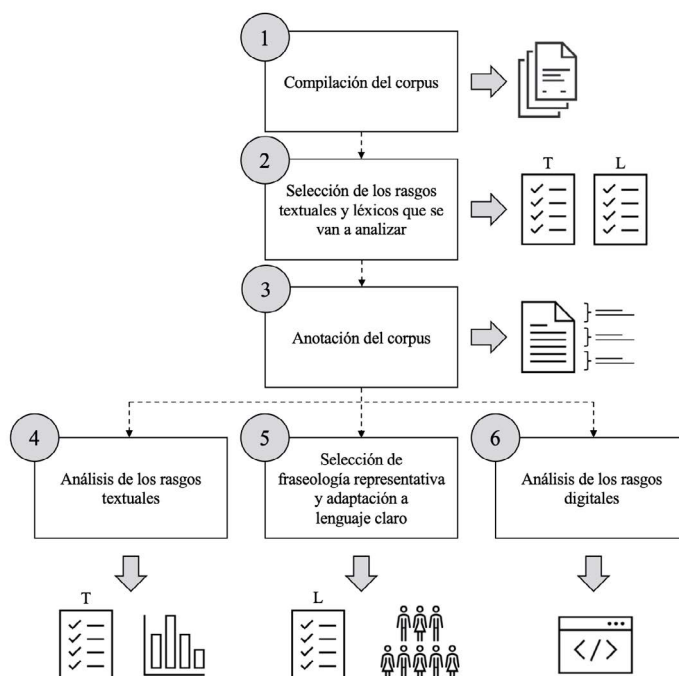 1
Compilación del corpus
2
Selección de los rasgos
textuales y léxicos que se
van a analizar
T L
3
Anotación del corpus
4
Análisis de los rasgos
textuales
5
Selección de
fraseología representativa
y adaptación a
lenguaje claro
6
Análisis de los rasgos
digitales
T
L
</>